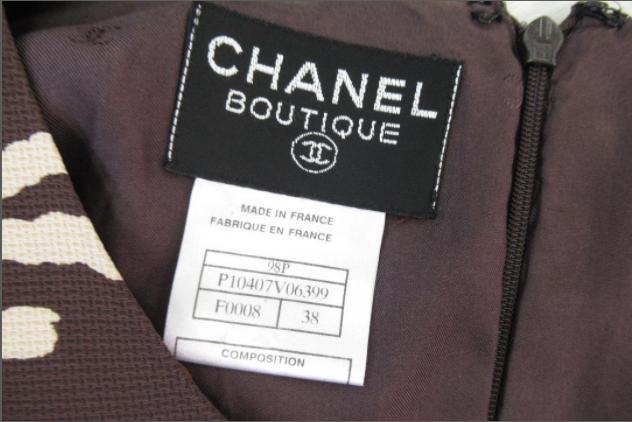 CHANEL
BOUTIQUE
MADE IN FRANCE
FABRIQUE EN FRANCE
98P
P10407V06399
F0008 38
COMPOSITION